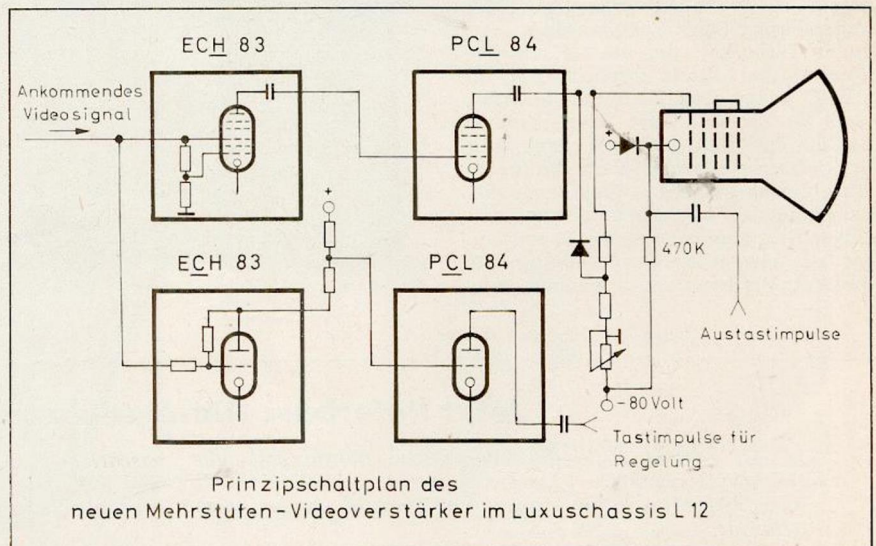 ECH 83
PCL 84
Ankommendes
Videosignal
+
+
ECH 83
PCL 84
470K
Austastimpulse
-80 Volt
Tastimpulse für
Regelung
Prinzipschaltplan des
neuen Mehrstufen-Videoverstärker im Luxuschassis L 12